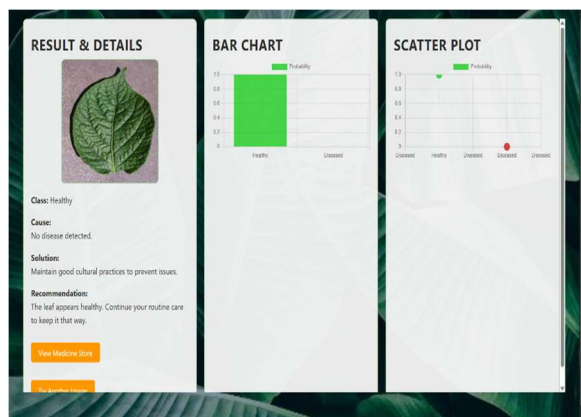 RESULT & DETAILS
Class: Healthy
Cause:
No disease detected.
Solution:
Maintain good cultural practices to prevent issues.
Recommendation:
The leaf appears healthy. Continue your routine care
to keep it that way.
View Medicine Store
Try Another Image
BAR CHART
Probability
1.0
0.8
0.6
0.4
0.2
0
Healthy
Diseased
SCATTER PLOT
Probability
1.0
0.8
0.6
0.4
0.2
0
Diseased
Healthy
Diseased
Diseased
Diseased